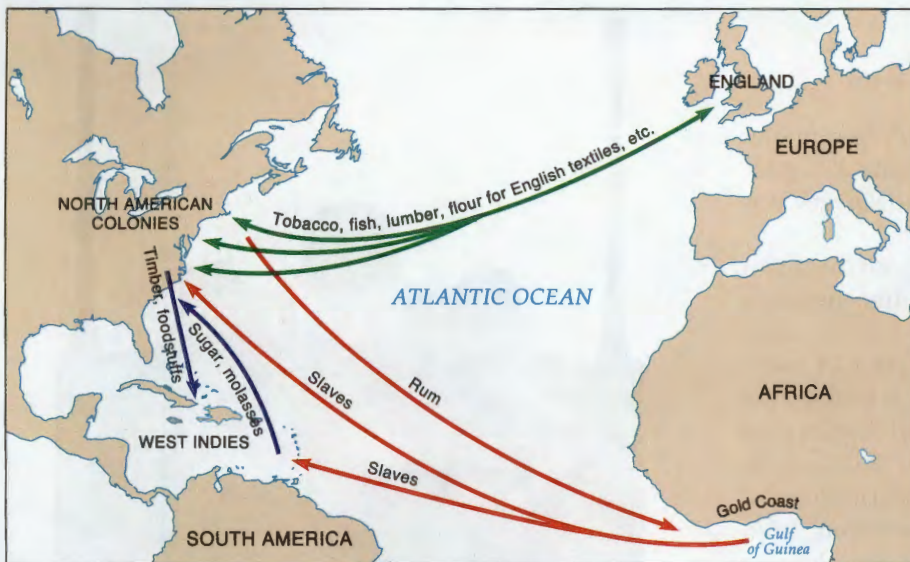 ENGLAND
EUROPE
NORTH AMERICAN
COLONIES
Tobacco, fish, lumber, flour for English textiles, etc.
Timber, foodstuffs
Sugar, molasses
ATLANTIC OCEAN
Slaves
Rum
AFRICA
WEST INDIES
Slaves
Gold Coast
SOUTH AMERICA
Gulf
of Guinea